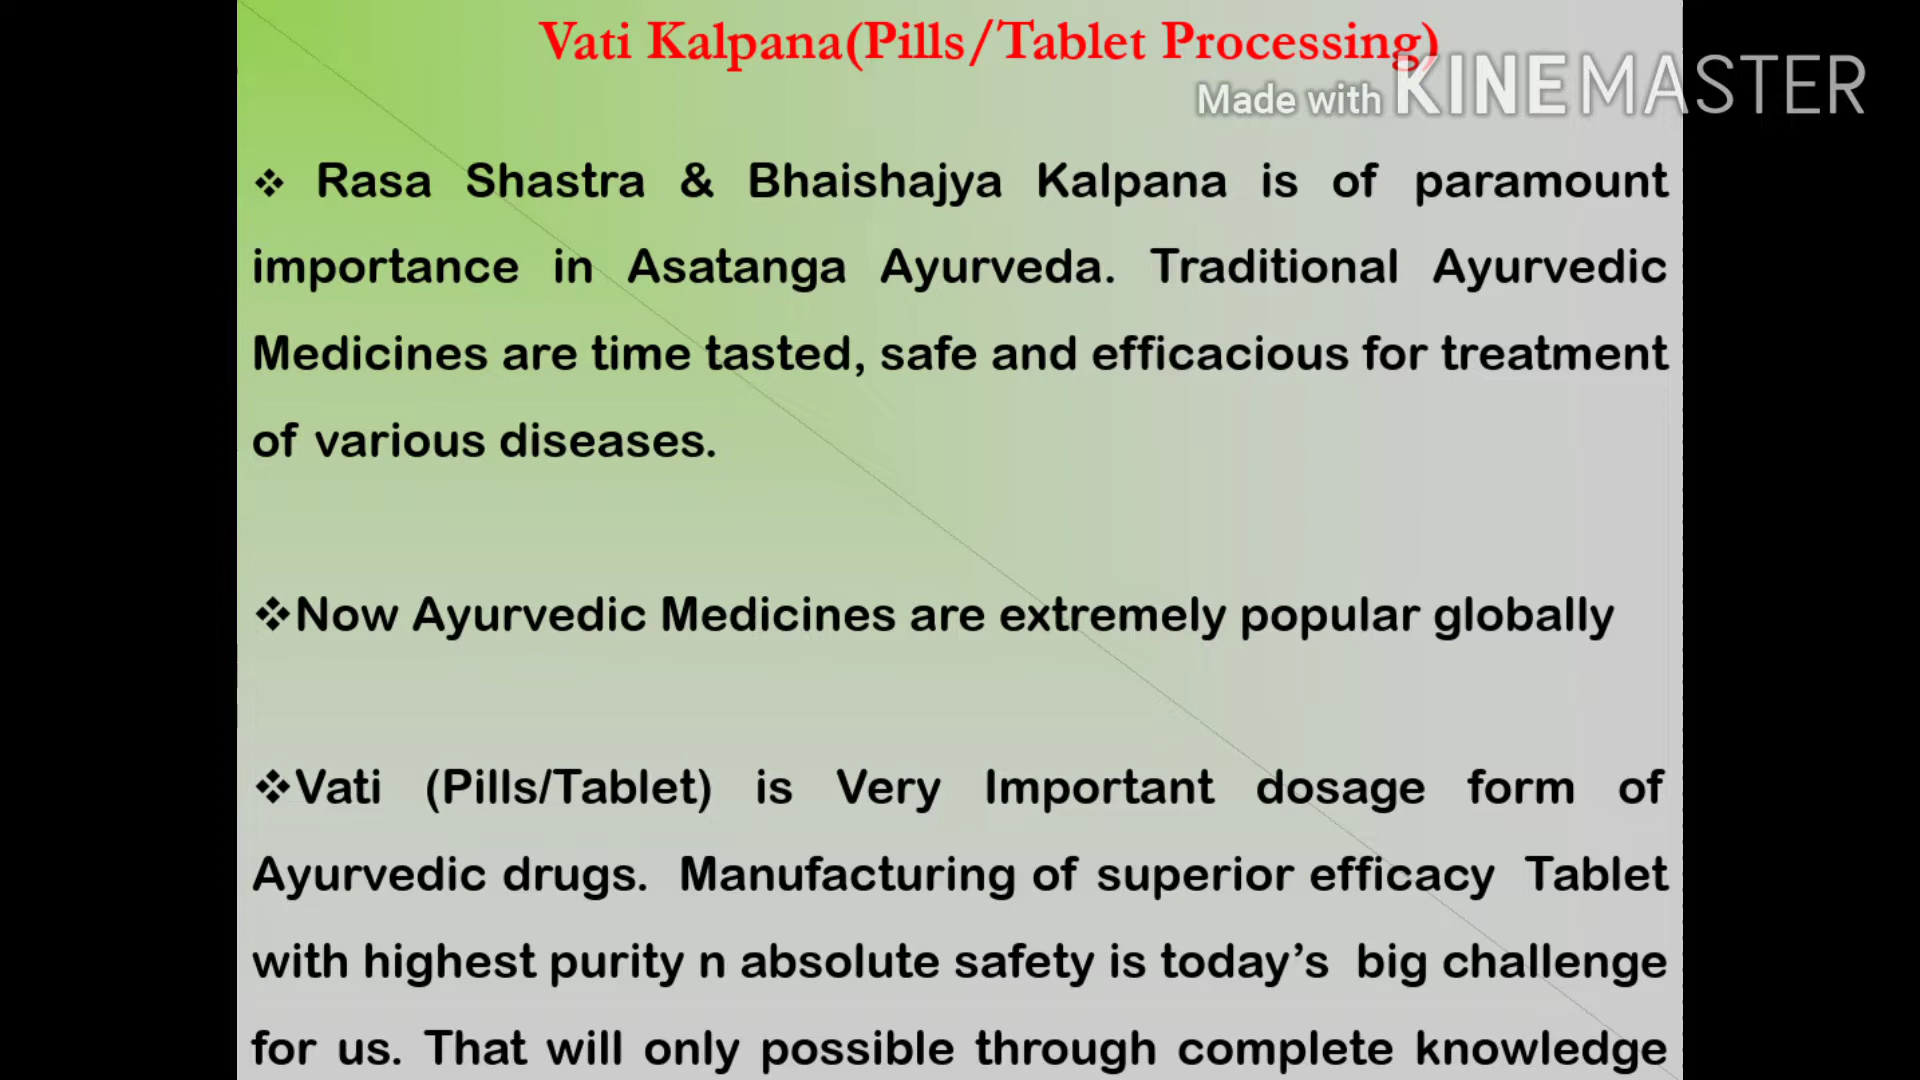 Vati Kalpana(Pills/Tablet Processing)
Made with KINEMASTER
❖ Rasa Shastra & Bhaishajya Kalpana is of paramount
importance in Asatanga Ayurveda. Traditional Ayurvedic
Medicines are time tasted, safe and efficacious for treatment
of various diseases.
❖Now Ayurvedic Medicines are extremely popular globally
❖Vati (Pills/Tablet) is Very Important dosage form of
Ayurvedic drugs. Manufacturing of superior efficacy Tablet
with highest purity n absolute safety is today’s big challenge
for us. That will only possible through complete knowledge